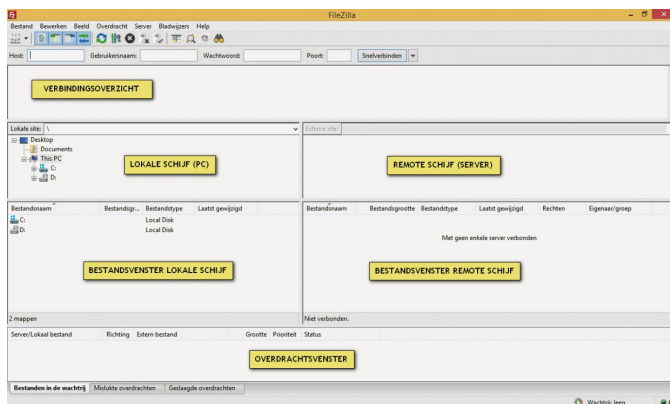 FileZilla
Bestand Bewerken Beeld Overdracht Server Bladwijzers Help
Host: Gebruikersnaam: Wachtwoord: Poort: Snelverbinden
VERBINDINGSOVERZICHT
Lokale site: \
Externe site:
Desktop
Documents
This PC
C:
D:
LOKALE SCHIJF (PC)
REMOTE SCHIJF (SERVER)
Bestandsnaam Bestandsgr... Bestandstype Laatst gewijzigd
C: Local Disk
D: Local Disk
BESTANDSVENSTER LOKALE SCHIJF
2 mappen
Bestandsnaam Bestandsgrootte Bestandstype Laatst gewijzigd Rechten Eigenaar/groep
Met geen enkele server verbonden
BESTANDSVENSTER REMOTE SCHIJF
Niet verbonden.
Server/Lokaal bestand Richting Extern bestand Grootte Prioriteit Status
OVERDRACHTSVENSTER
Bestanden in de wachtrij Mislukte overdrachten Geslaagde overdrachten
Wachtrij: leeg